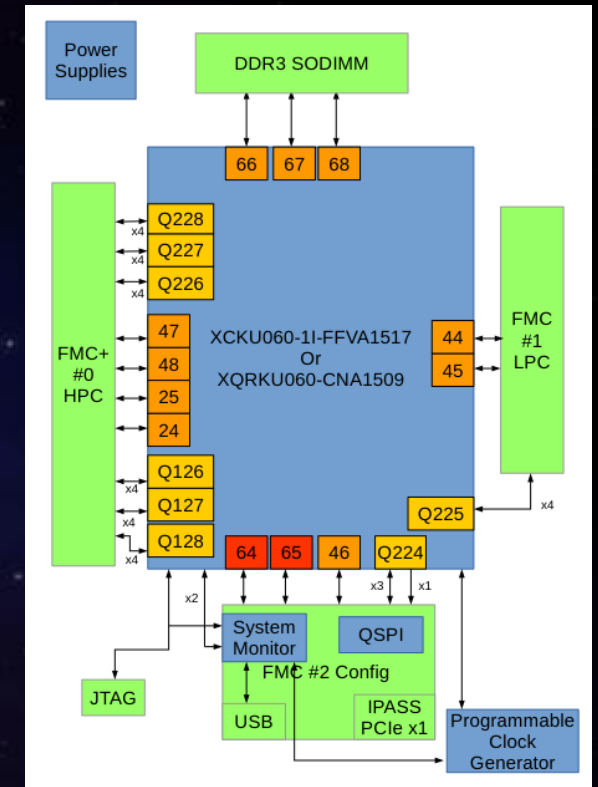 Power
Supplies
DDR3 SODIMM
66
67
68
Q228
x4
Q227
x4
Q226
x4
FMC+
#0
HPC
47
48
25
24
XCKU060-1I-FFVA1517
Or
XQRKU060-CNA1509
44
45
FMC
#1
LPC
Q126
x4
Q127
x4
Q128
x4
Q225
x4
64
65
46
Q224
x2
x3
x1
System
Monitor
QSPI
FMC #2 Config
JTAG
USB
IPASS
PCIe x1
Programmable
Clock
Generator